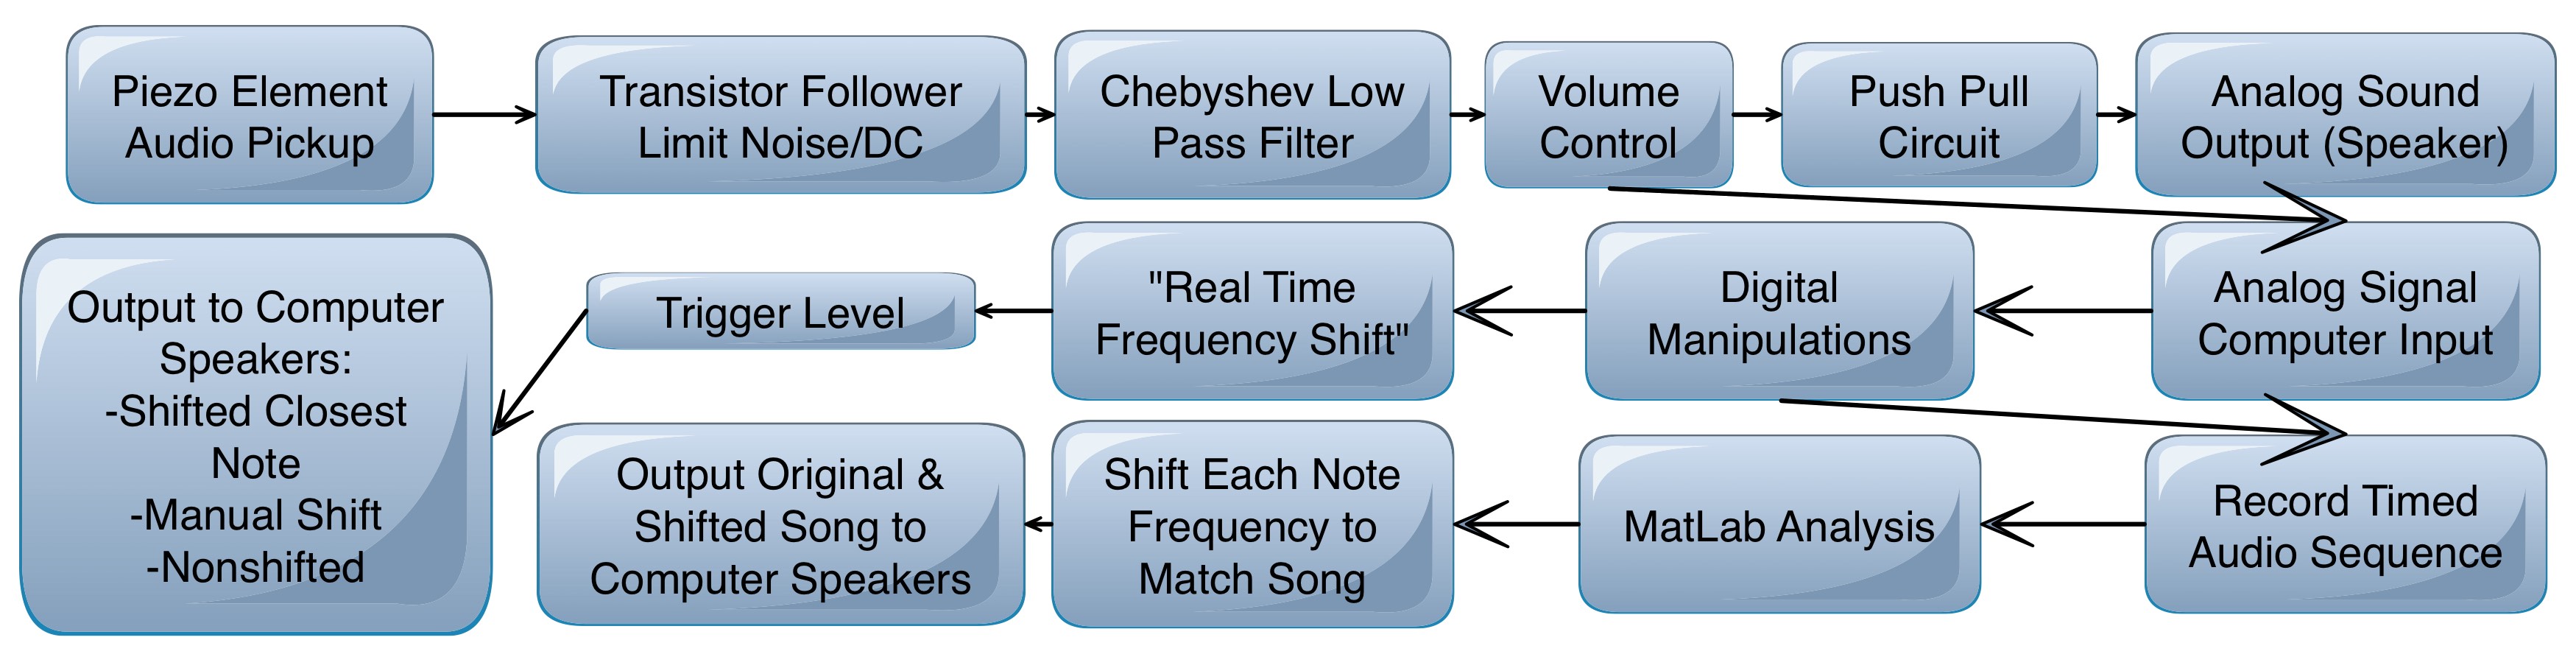 Piezo Element
Audio Pickup
Transistor Follower
Limit Noise/DC
Chebyshev Low
Pass Filter
Volume
Control
Push Pull
Circuit
Analog Sound
Output (Speaker)
Analog Signal
Computer Input
Digital
Manipulations
"Real Time
Frequency Shift"
Trigger Level
Output to Computer
Speakers:
-Shifted Closest
Note
-Manual Shift
-Nonshifted
Record Timed
Audio Sequence
MatLab Analysis
Shift Each Note
Frequency to
Match Song
Output Original &
Shifted Song to
Computer Speakers